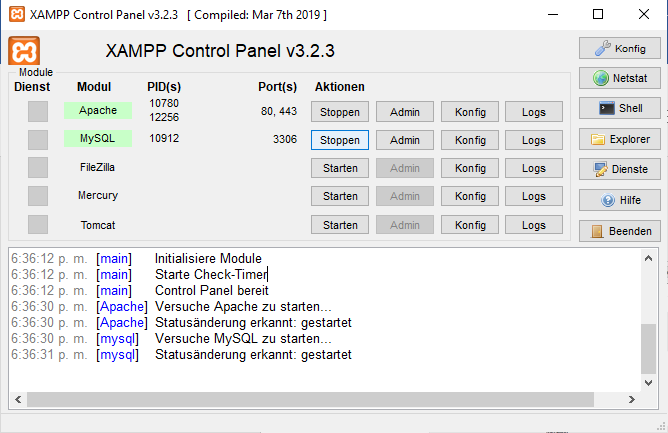 XAMPP Control Panel v3.2.3 [ Compiled: Mar 7th 2019 ]
XAMPP Control Panel v3.2.3
Konfig
Module
Dienst Modul PID(s) Port(s) Aktionen
Netstat
Apache 10780 12256 80, 443 Stoppen Admin Konfig Logs
Shell
MySQL 10912 3306 Stoppen Admin Konfig Logs
Explorer
FileZilla Starten Admin Konfig Logs
Dienste
Mercury Starten Admin Konfig Logs
Hilfe
Tomcat Starten Admin Konfig Logs
Beenden
6:36:12 p. m. [main] Initialisiere Module
6:36:12 p. m. [main] Starte Check-Timer
6:36:12 p. m. [main] Control Panel bereit
6:36:30 p. m. [Apache] Versuche Apache zu starten...
6:36:30 p. m. [Apache] Statusänderung erkannt: gestartet
6:36:30 p. m. [mysql] Versuche MySQL zu starten...
6:36:31 p. m. [mysql] Statusänderung erkannt: gestartet